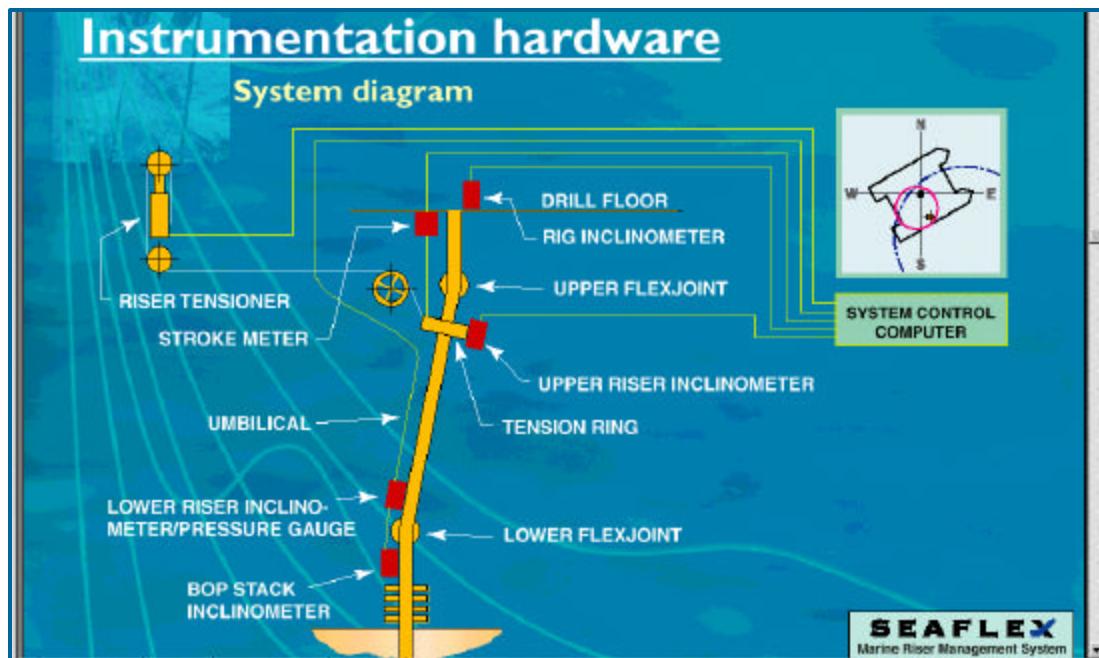 Instrumentation hardware
System diagram
N
W
E
S
DRILL FLOOR
RIG INCLINOMETER
RISER TENSIONER
UPPER FLEXJOINT
STROKE METER
SYSTEM CONTROL
COMPUTER
UPPER RISER INCLINOMETER
UMBILICAL
TENSION RING
LOWER RISER INCLINO-
METER/PRESSURE GAUGE
LOWER FLEXJOINT
BOP STACK
INCLINOMETER
SEAFLEX
Marine Riser Management System